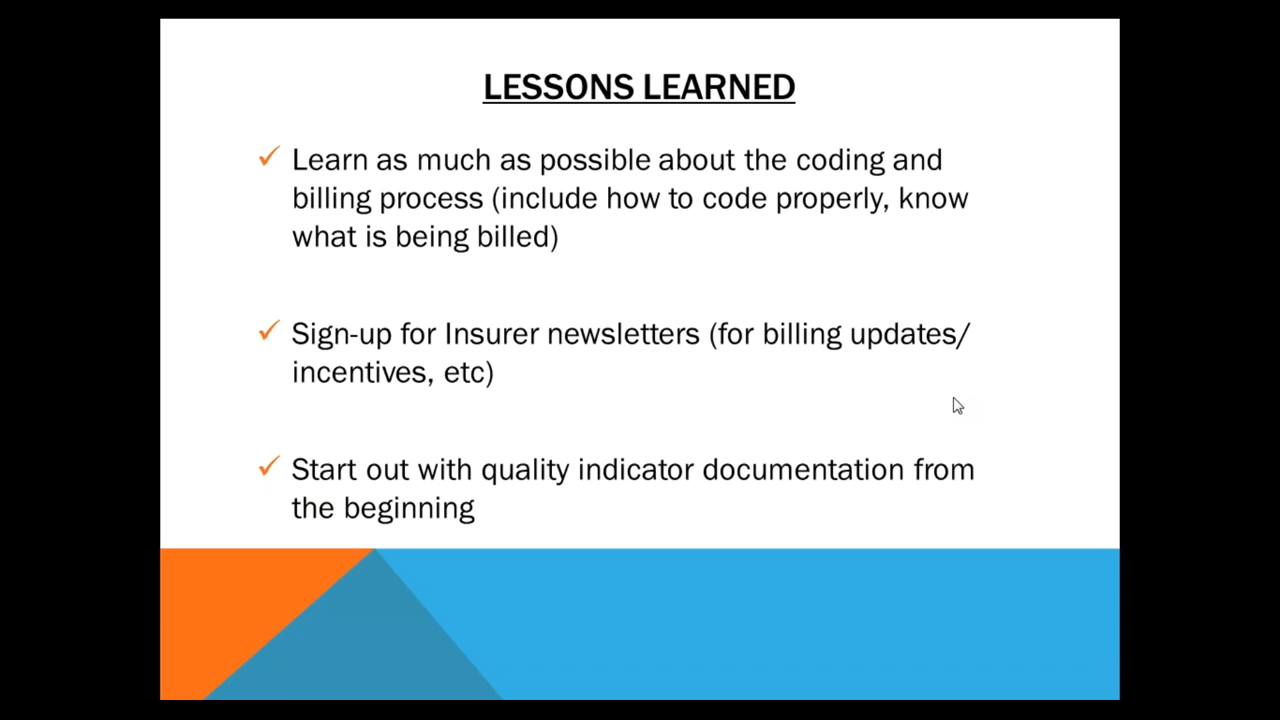 LESSONS LEARNED
Learn as much as possible about the coding and
billing process (include how to code properly, know
what is being billed)
Sign-up for Insurer newsletters (for billing updates/
incentives, etc)
Start out with quality indicator documentation from
the beginning